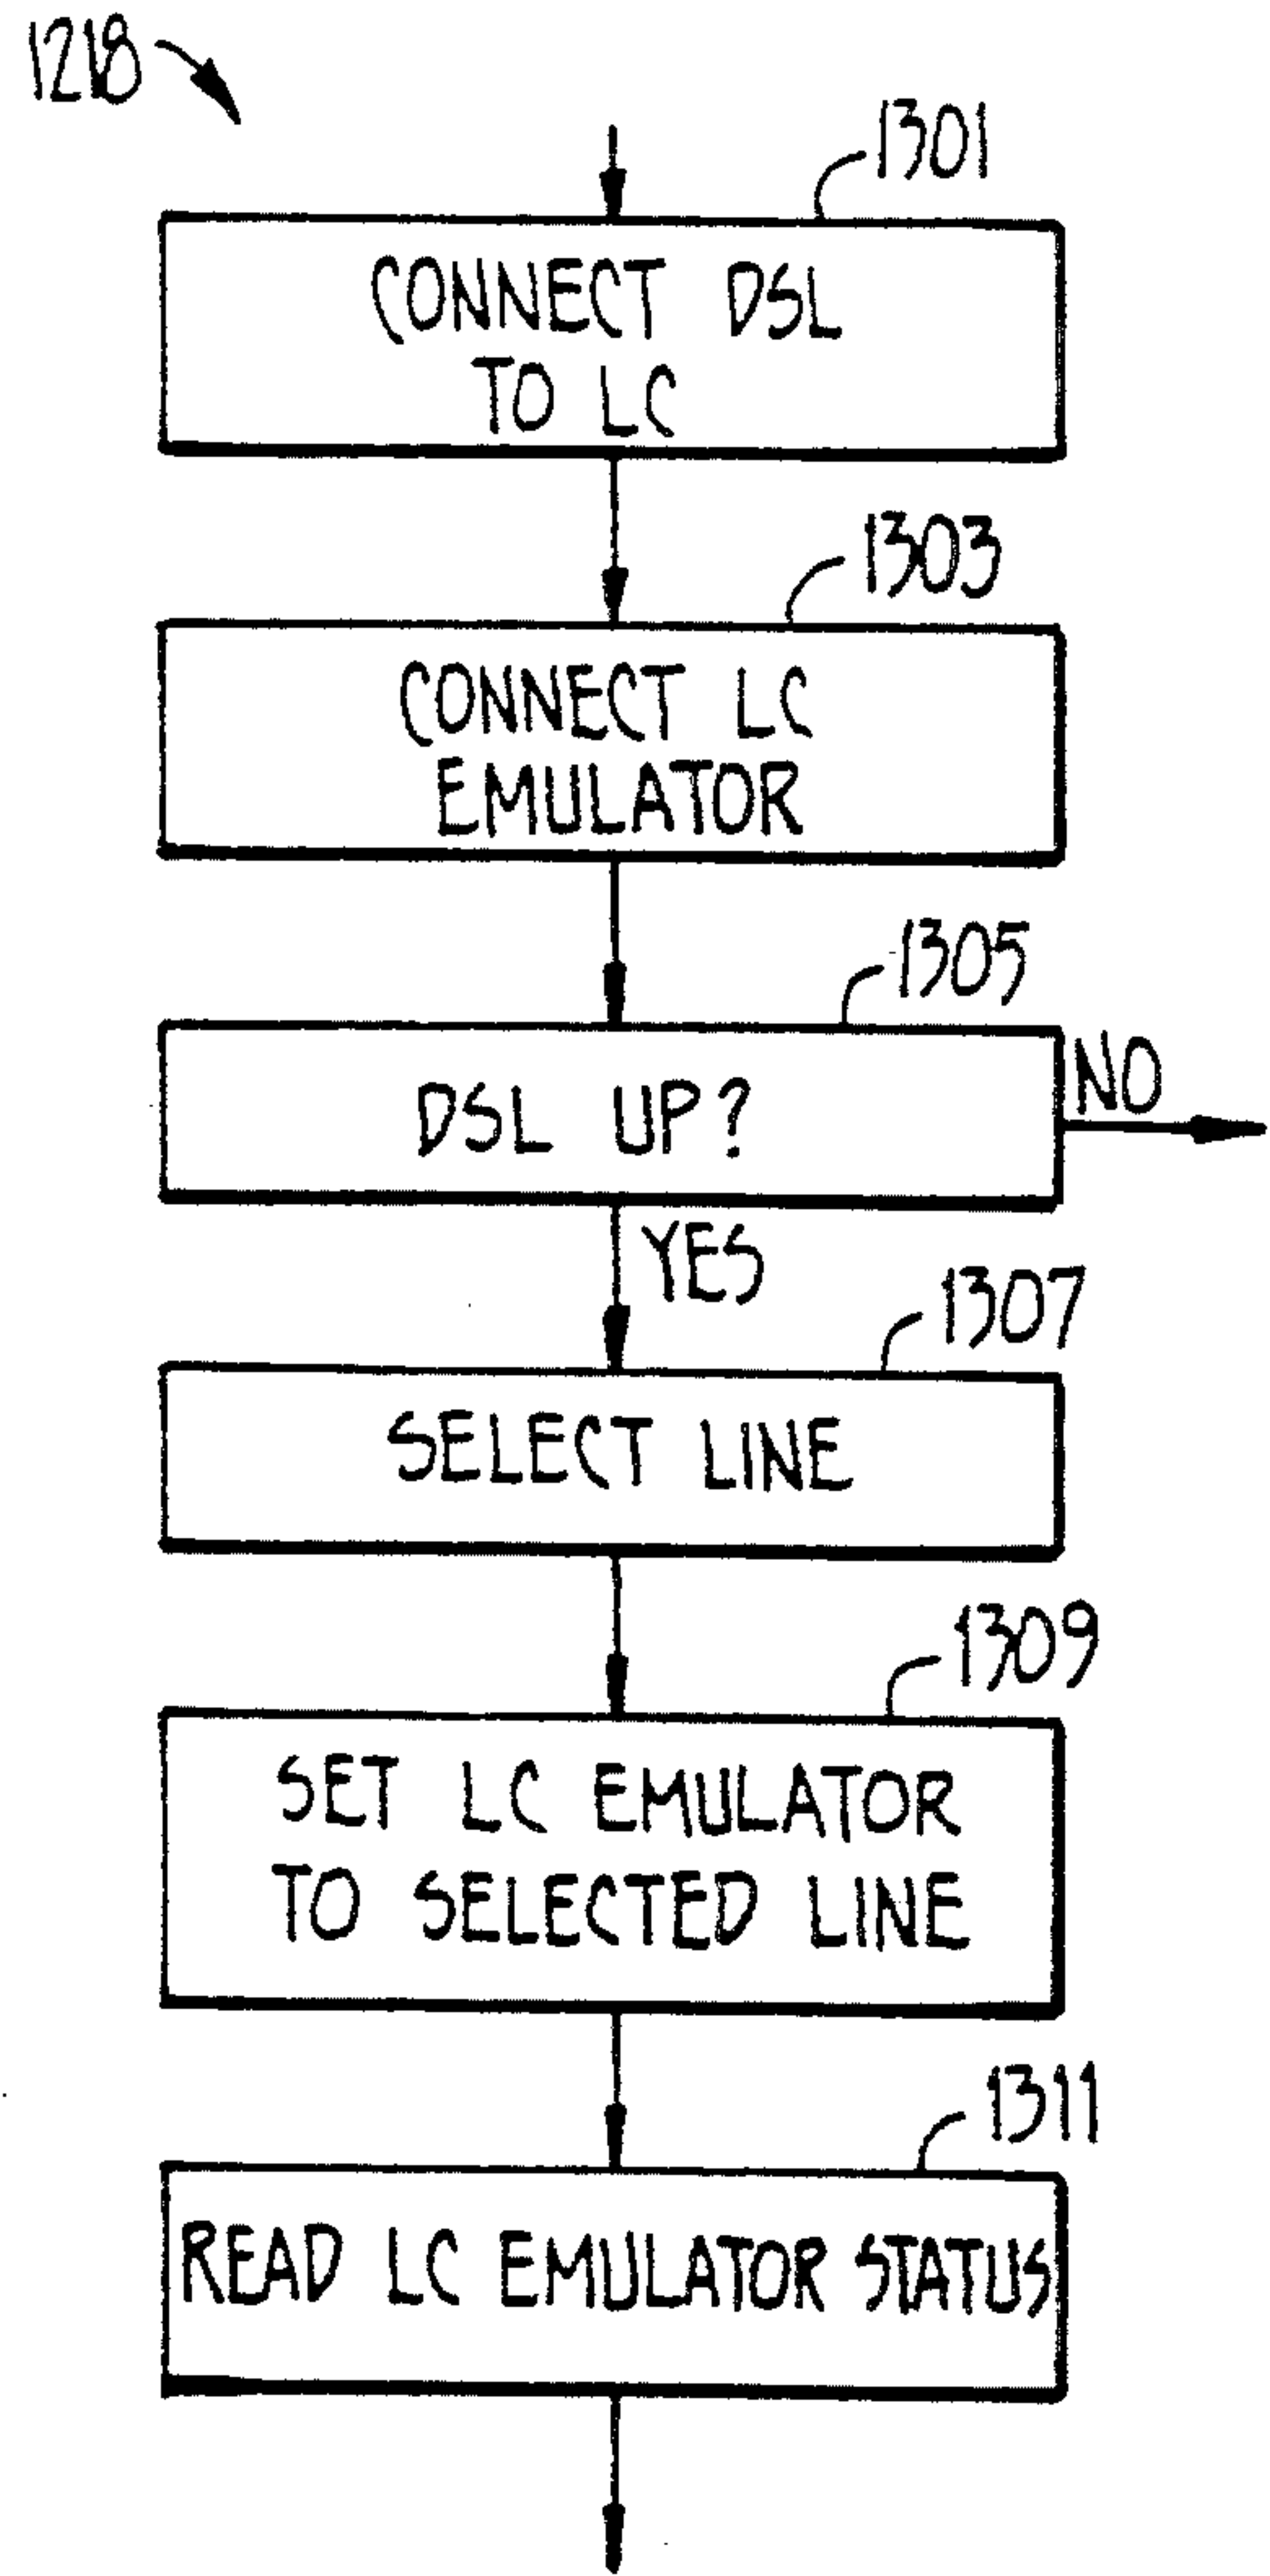 1218
1301
CONNECT DSL
TO LC
1303
CONNECT LC
EMULATOR
1305
DSL UP?
NO
YES
1307
SELECT LINE
1309
SET LC EMULATOR
TO SELECTED LINE
1311
READ LC EMULATOR STATUS